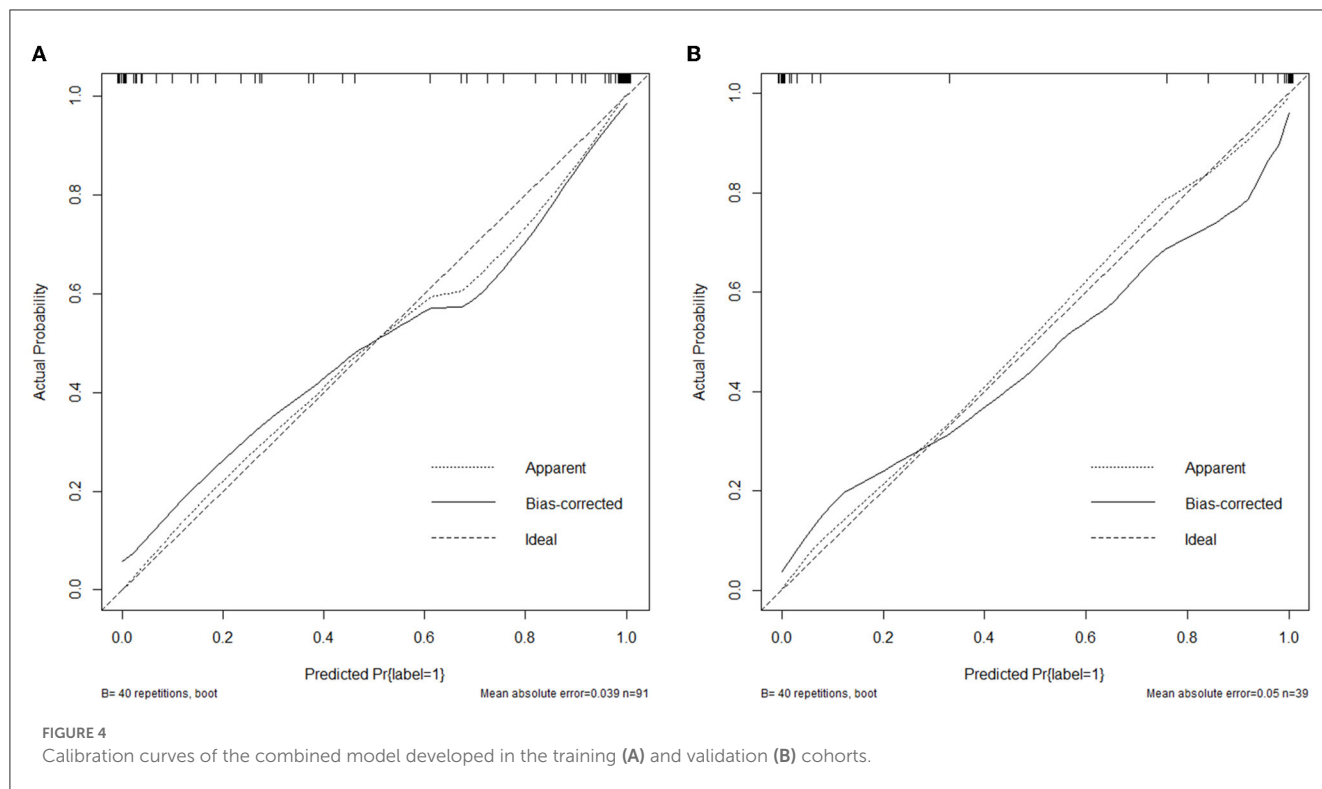 A
Actual Probability
1.0
0.8
0.6
0.4
0.2
0.0
Apparent
Bias-corrected
Ideal
0.0 0.2 0.4 0.6 0.8 1.0
Predicted Pr{label=1}
B= 40 repetitions, boot Mean absolute error=0.039 n=91
B
Actual Probability
1.0
0.8
0.6
0.4
0.2
0.0
Apparent
Bias-corrected
Ideal
0.0 0.2 0.4 0.6 0.8 1.0
Predicted Pr{label=1}
B= 40 repetitions, boot Mean absolute error=0.05 n=39
FIGURE 4
Calibration curves of the combined model developed in the training (A) and validation (B) cohorts.